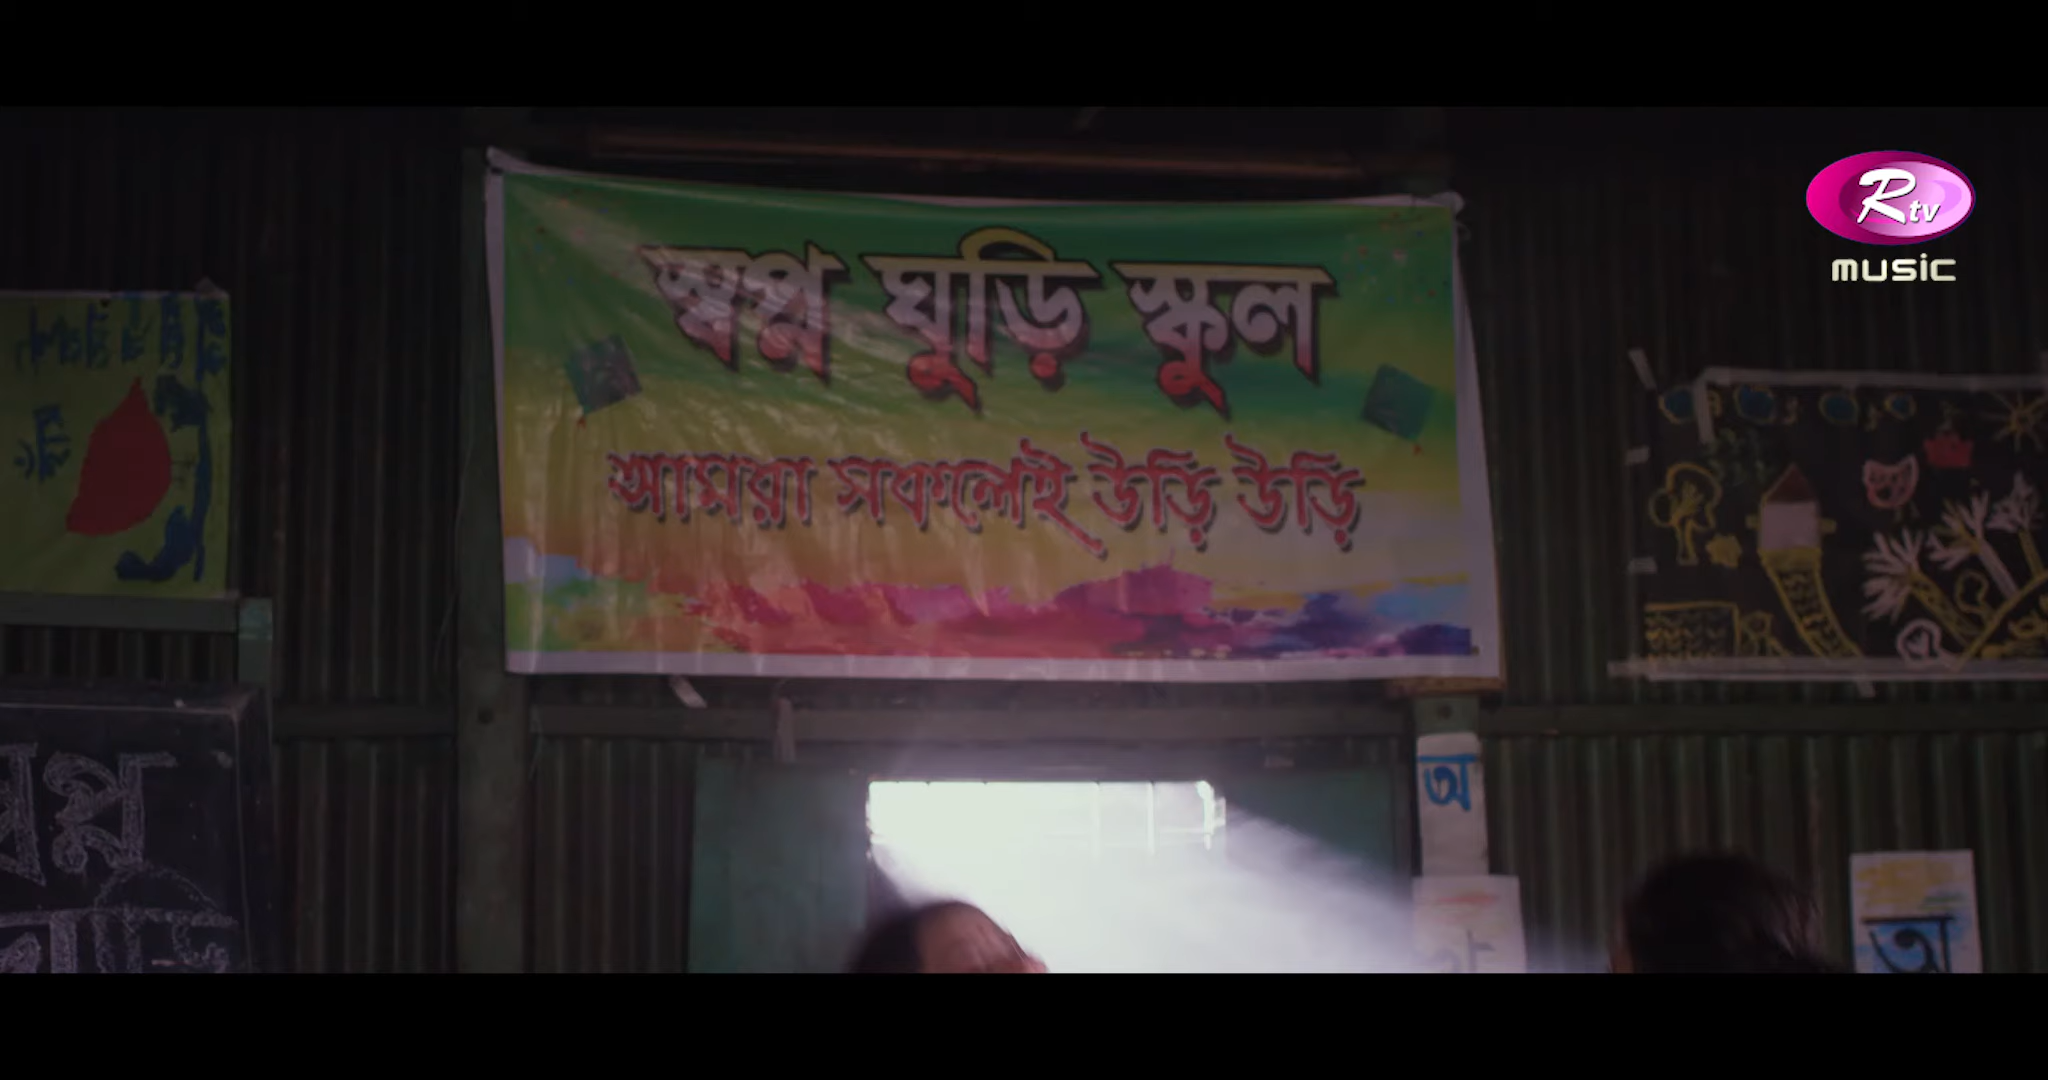 স্বপ্ন ঘুড়ি স্কুল
আমরা সকলেই উড়ি উড়ি
Rtv
music
অ
অ